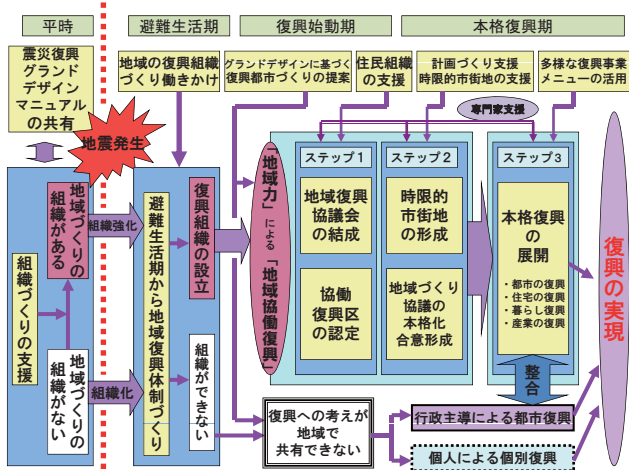 平時
避難生活期
復興始動期
本格復興期
震災復興
グランド
デザイン
マニュアル
の共有
地域の復興組織
づくり働きかけ
グランドデザインに基づく
復興都市づくりの提案
住民組織
の支援
計画づくり支援
時限的市街地の支援
多様な復興事業
メニューの活用
地震発生
専門家支援
組織づくりの支援
地域づくりの
組織がある
地域づくりの
組織がない
組織強化
組織化
避難生活期から地域復興体制づくり
復興組織の設立
組織ができない
「地域力」による「地域協働復興」
ステップ1
地域復興
協議会
の結成
協働
復興区
の認定
ステップ2
時限的
市街地
の形成
地域づくり
協議の
本格化
合意形成
ステップ3
本格復興
の
展開
・都市の復興
・住宅の復興
・暮らし復興
・産業の復興
整合
復興の実現
復興への考えが
地域で
共有できない
行政主導による都市復興
個人による個別復興